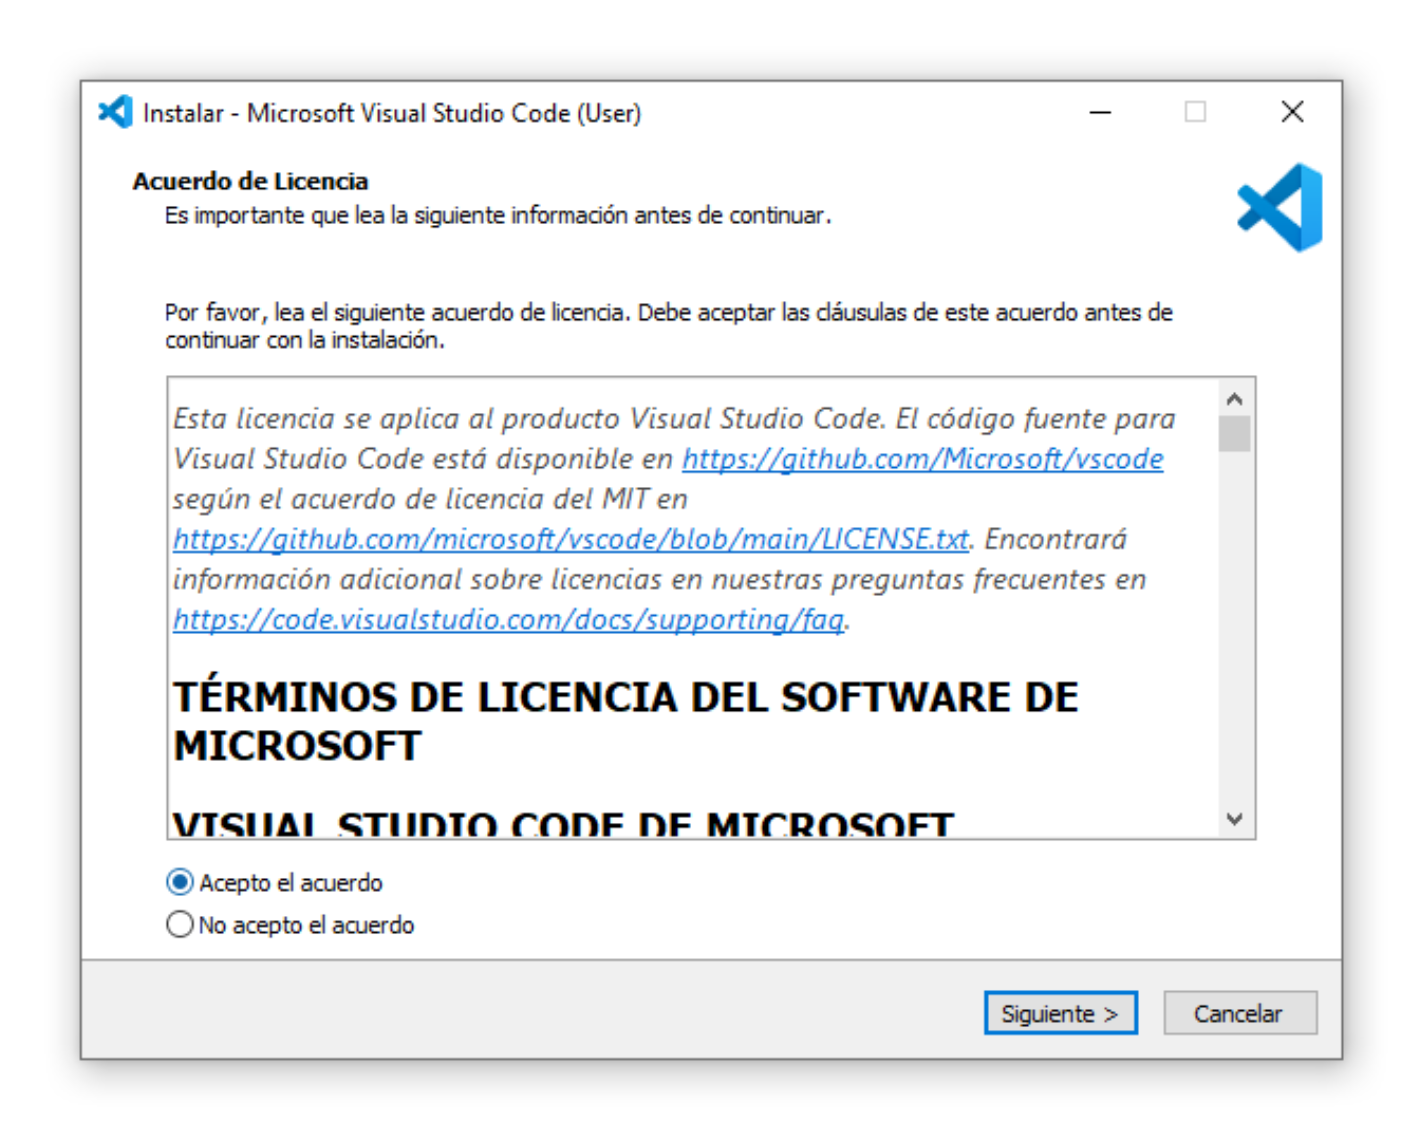 Instalar - Microsoft Visual Studio Code (User)
Acuerdo de Licencia
Es importante que lea la siguiente información antes de continuar.
Por favor, lea el siguiente acuerdo de licencia. Debe aceptar las cláusulas de este acuerdo antes de
continuar con la instalación.
Esta licencia se aplica al producto Visual Studio Code. El código fuente para
Visual Studio Code está disponible en https://github.com/Microsoft/vscode
según el acuerdo de licencia del MIT en
https://github.com/microsoft/vscode/blob/main/LICENSE.txt. Encontrará
información adicional sobre licencias en nuestras preguntas frecuentes en
https://code.visualstudio.com/docs/supporting/faq.
TÉRMINOS DE LICENCIA DEL SOFTWARE DE
MICROSOFT
VISUAL STUDIO CODE DE MICROSOFT
Acepto el acuerdo
No acepto el acuerdo
Siguiente >
Cancelar